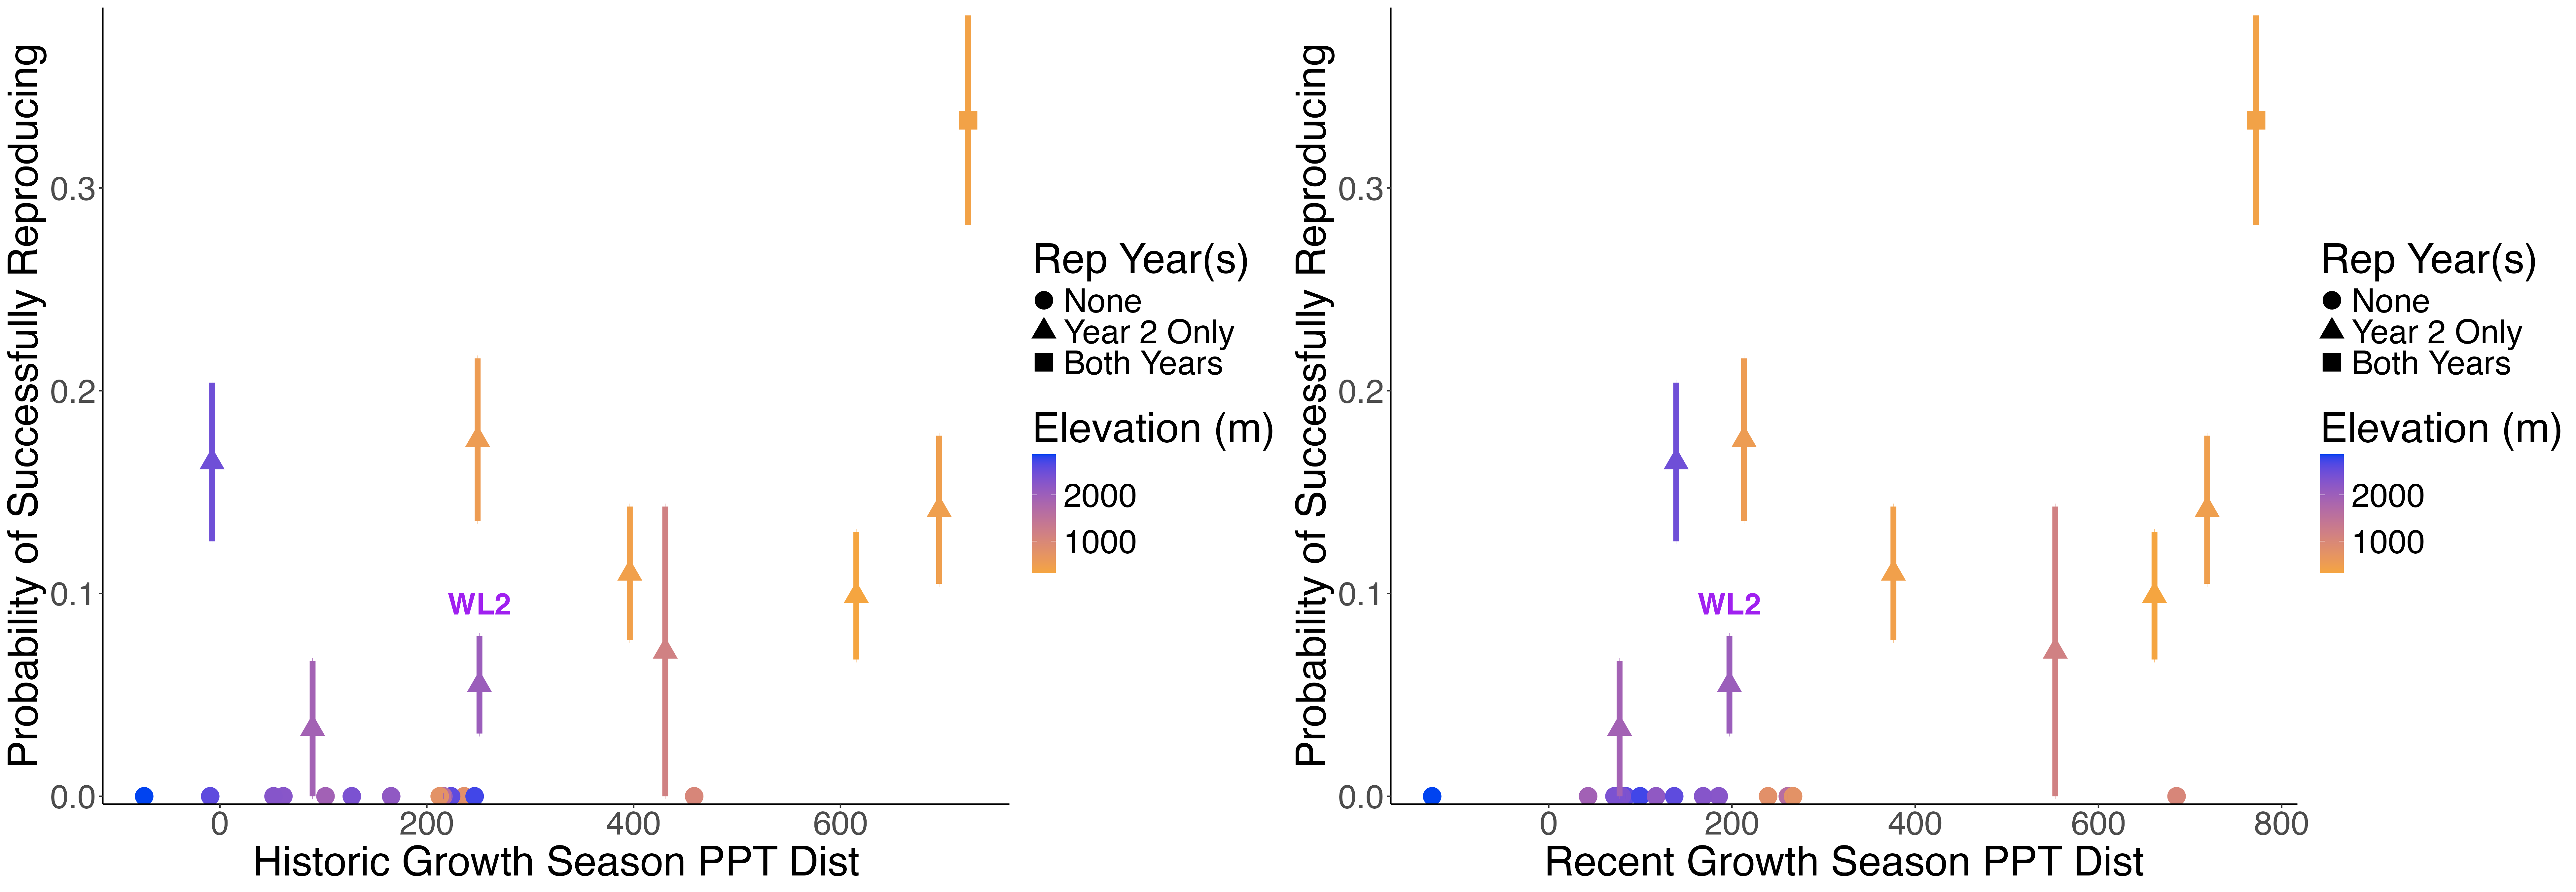 Probability of Successfully Reproducing
0.3
0.2
0.1
0.0
WL2
0
200
400
600
Historic Growth Season PPT Dist
Rep Year(s)
None
Year 2 Only
Both Years
Elevation (m)
2000
1000
Probability of Successfully Reproducing
0.3
0.2
0.1
0.0
WL2
0
200
400
600
800
Recent Growth Season PPT Dist
Rep Year(s)
None
Year 2 Only
Both Years
Elevation (m)
2000
1000